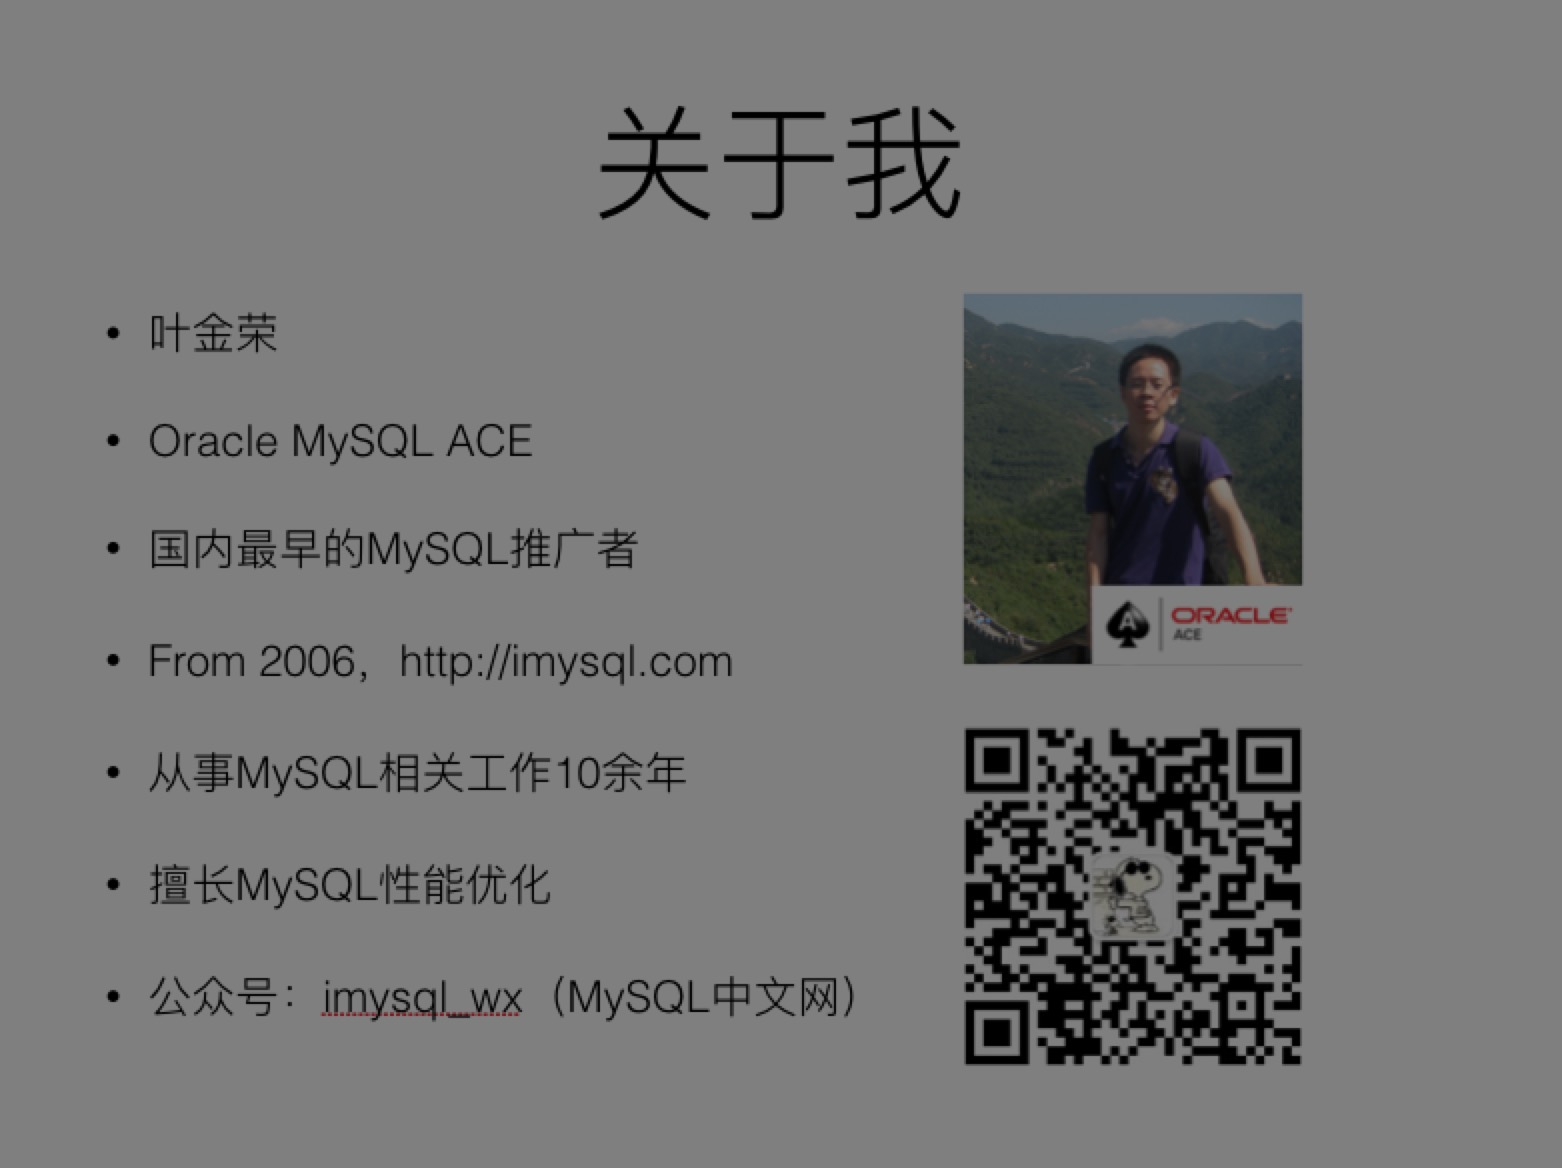 关于我
• 叶金荣
• Oracle MySQL ACE
• 国内最早的MySQL推广者
• From 2006，http://imysql.com
• 从事MySQL相关工作10余年
• 擅长MySQL性能优化
• 公众号：imysql_wx（MySQL中文网）
A
ORACLE
ACE